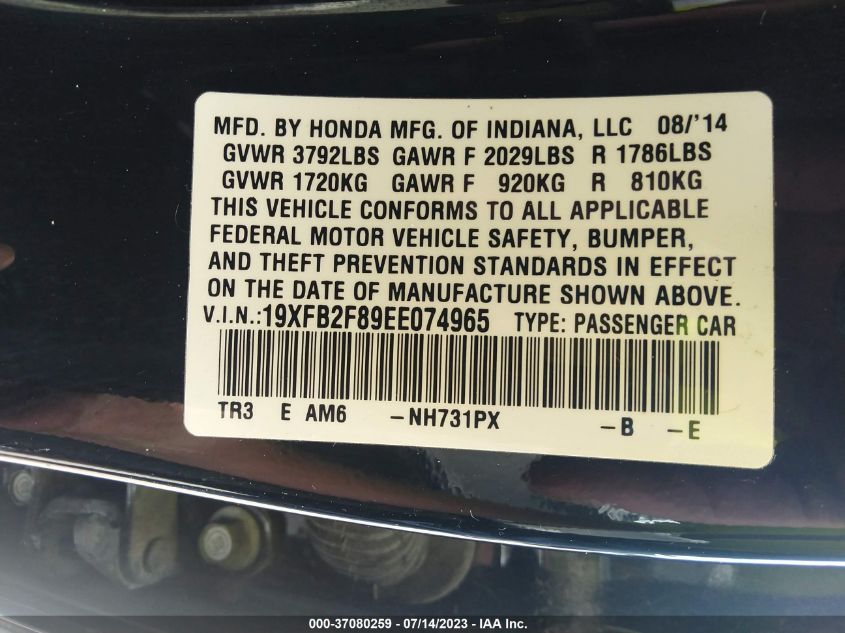 MFD. BY HONDA MFG. OF INDIANA, LLC 08/'14
GVWR 3792LBS GAWR F 2029LBS R 1786LBS
GVWR 1720KG GAWR F 920KG R 810KG
THIS VEHICLE CONFORMS TO ALL APPLICABLE
FEDERAL MOTOR VEHICLE SAFETY, BUMPER,
AND THEFT PREVENTION STANDARDS IN EFFECT
ON THE DATE OF MANUFACTURE SHOWN ABOVE.
V.I.N.:19XFB2F89EE074965 TYPE: PASSENGER CAR
TR3 E AM6 -NH731PX -B -E
000-37080259 - 07/14/2023 - IAA Inc.